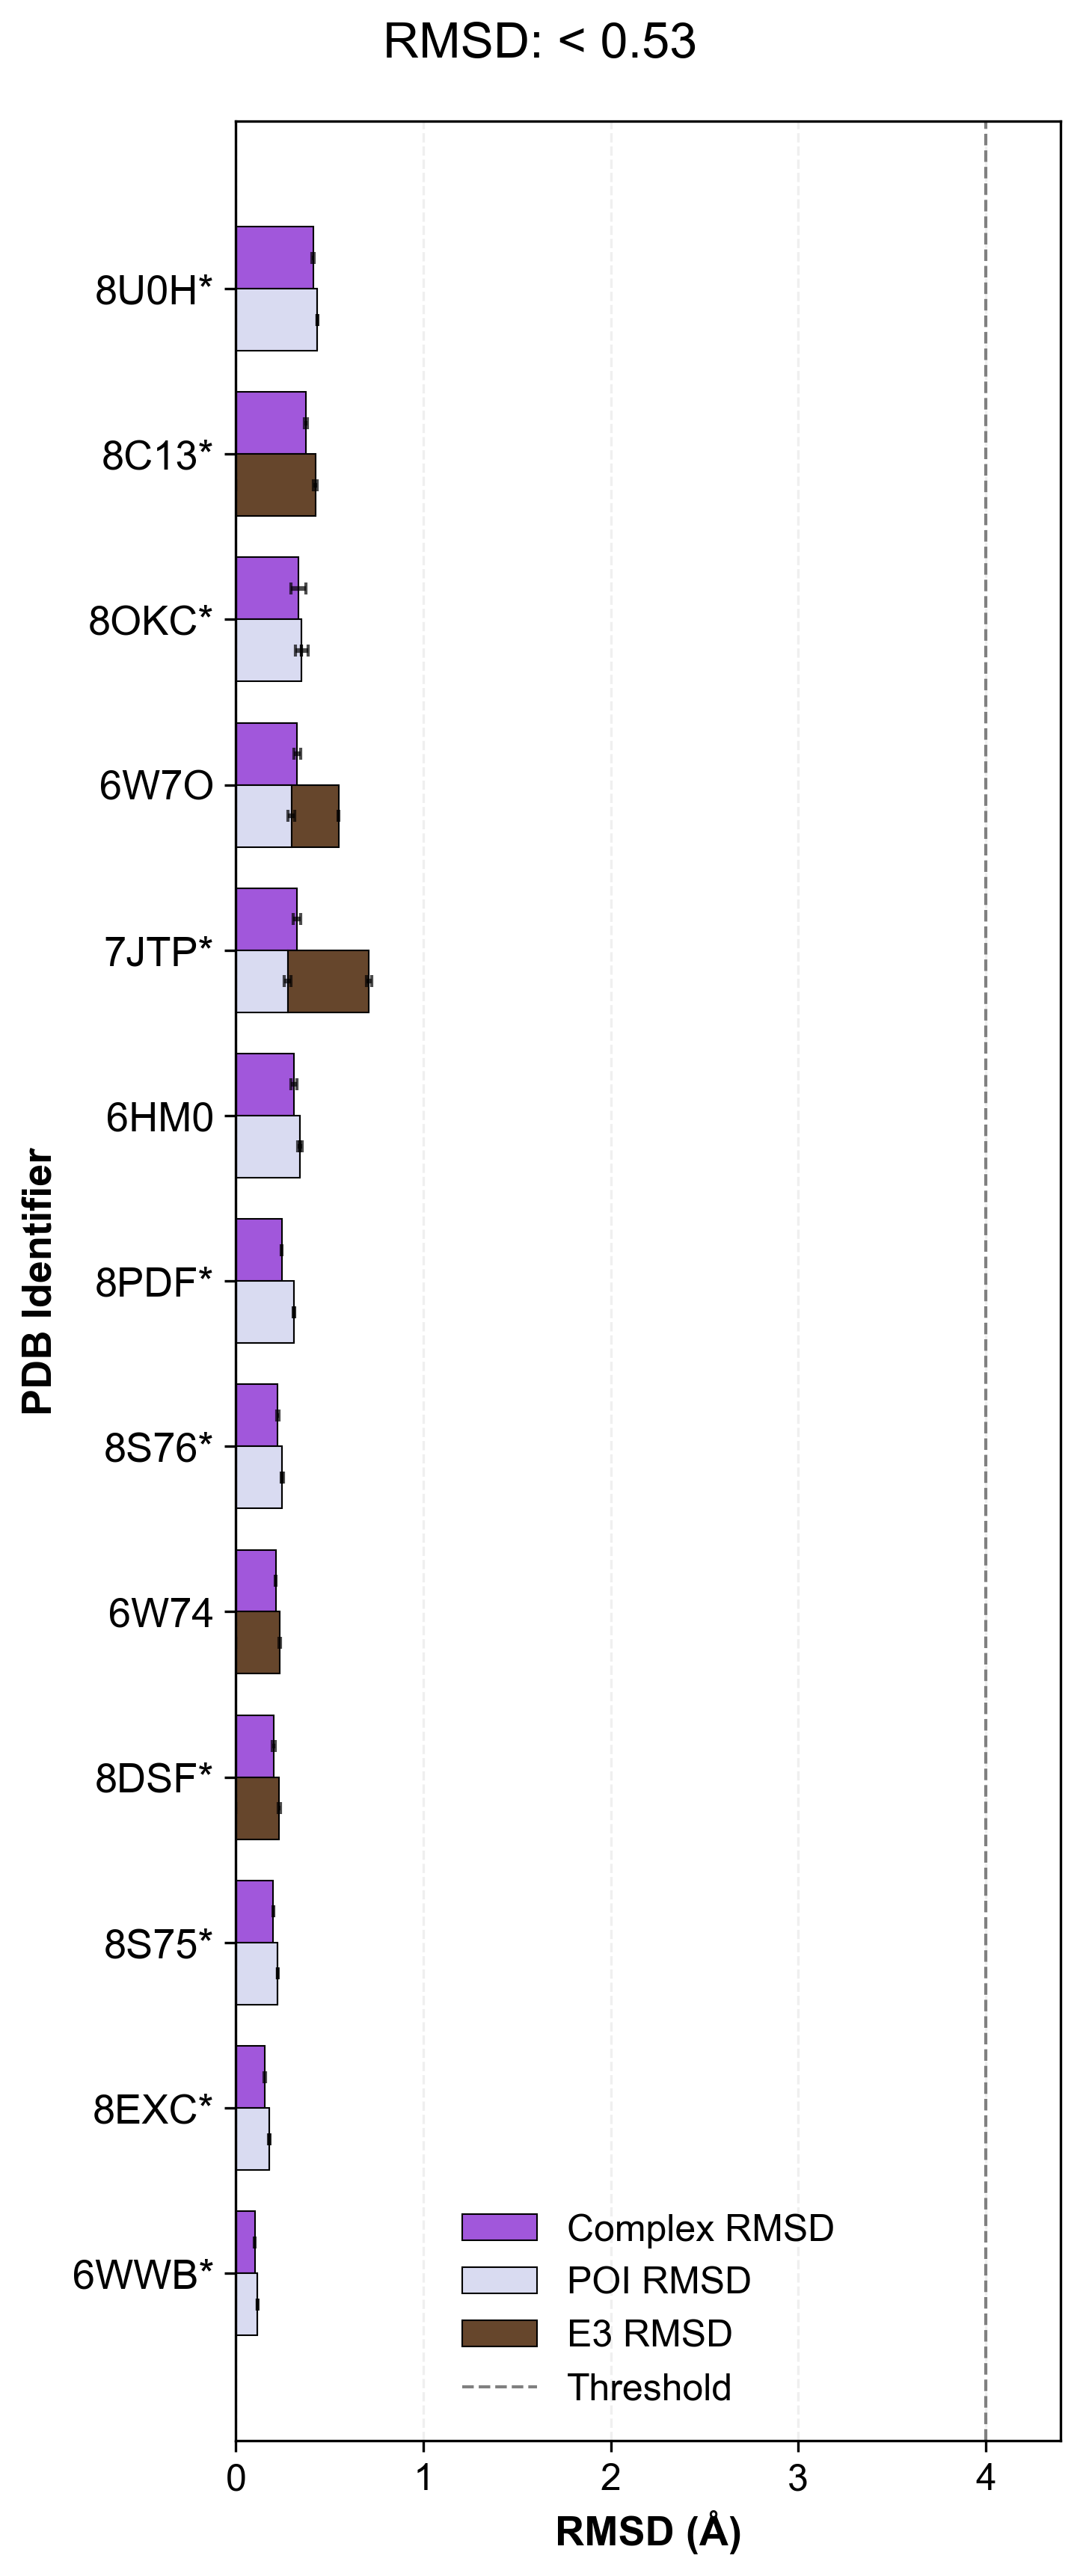 RMSD: < 0.53
8U0H*
8C13*
8OKC*
6W7O
7JTP*
6HM0
8PDF*
8S76*
6W74
8DSF*
8S75*
8EXC*
6WWB*
PDB Identifier
Complex RMSD
POI RMSD
E3 RMSD
Threshold
0 1 2 3 4
RMSD (Å)